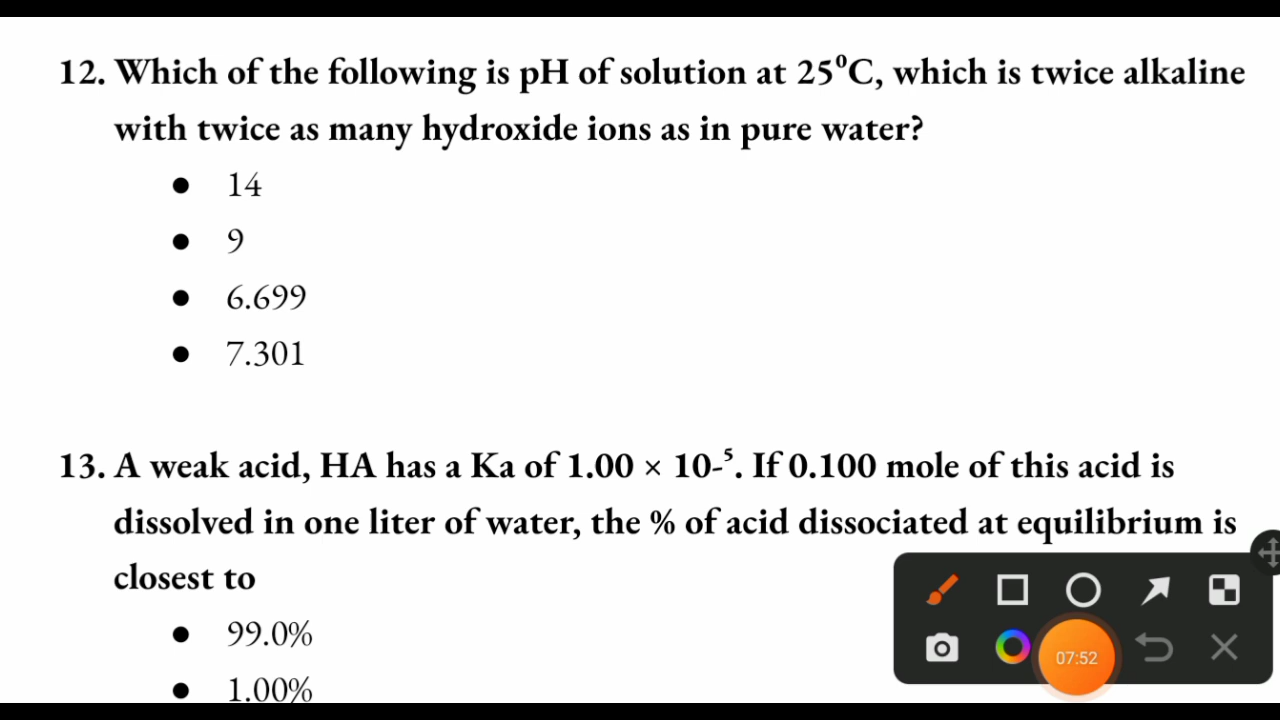 12. Which of the following is pH of solution at 25⁰C, which is twice alkaline
with twice as many hydroxide ions as in pure water?
● 14
● 9
● 6.699
● 7.301
13. A weak acid, HA has a Ka of 1.00 × 10-⁵. If 0.100 mole of this acid is
dissolved in one liter of water, the % of acid dissociated at equilibrium is
closest to
● 99.0%
● 1.00%
07:52